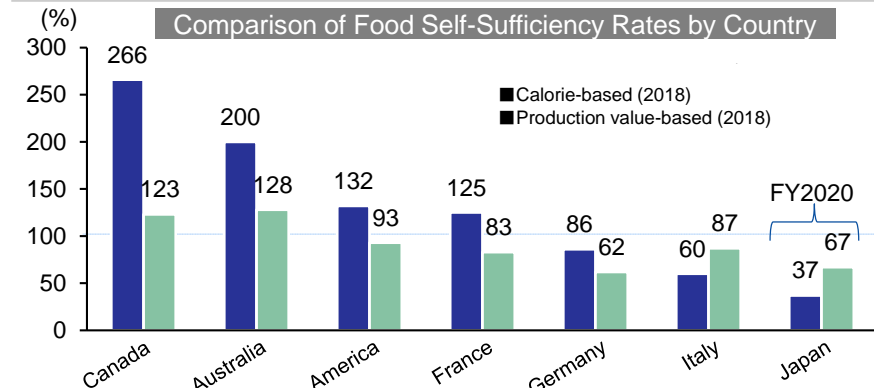 (%)
Comparison of Food Self-Sufficiency Rates by Country
300
250
200
150
100
50
0
266
123
200
128
132
93
125
83
86
62
60
87
37
67
■Calorie-based (2018)
■Production value-based (2018)
FY2020
Canada
Australia
America
France
Germany
Italy
Japan